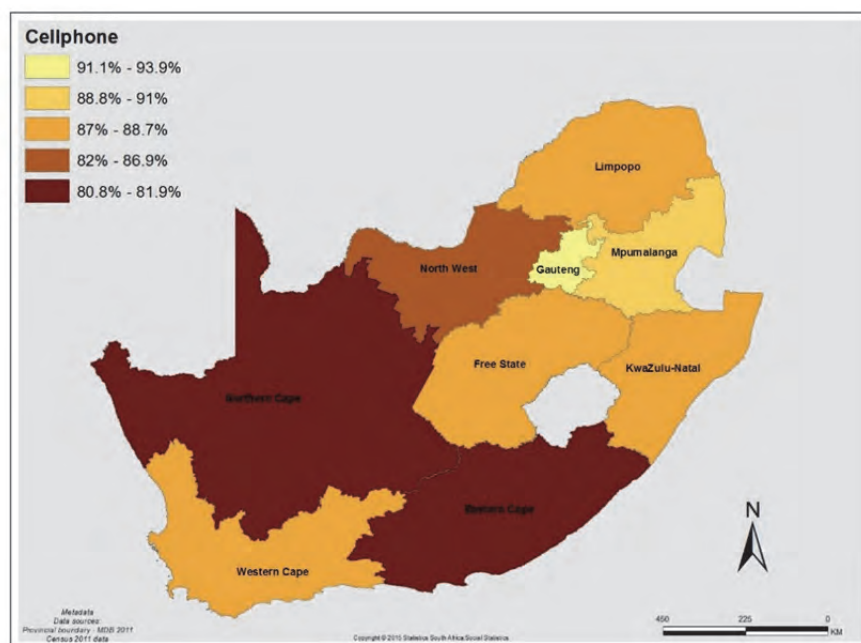 Cellphone
91.1% - 93.9%
88.8% - 91%
87% - 88.7%
82% - 86.9%
80.8% - 81.9%
Limpopo
Mpumalanga
North West
Gauteng
Free State
KwaZulu-Natal
Northern Cape
Eastern Cape
Western Cape
N
Metadata
Data sources:
Provincial boundary - MDB 2011
Census 2011 data
Copyright © 2015 Statistics South Africa Social Statistics
450 225 0
KM